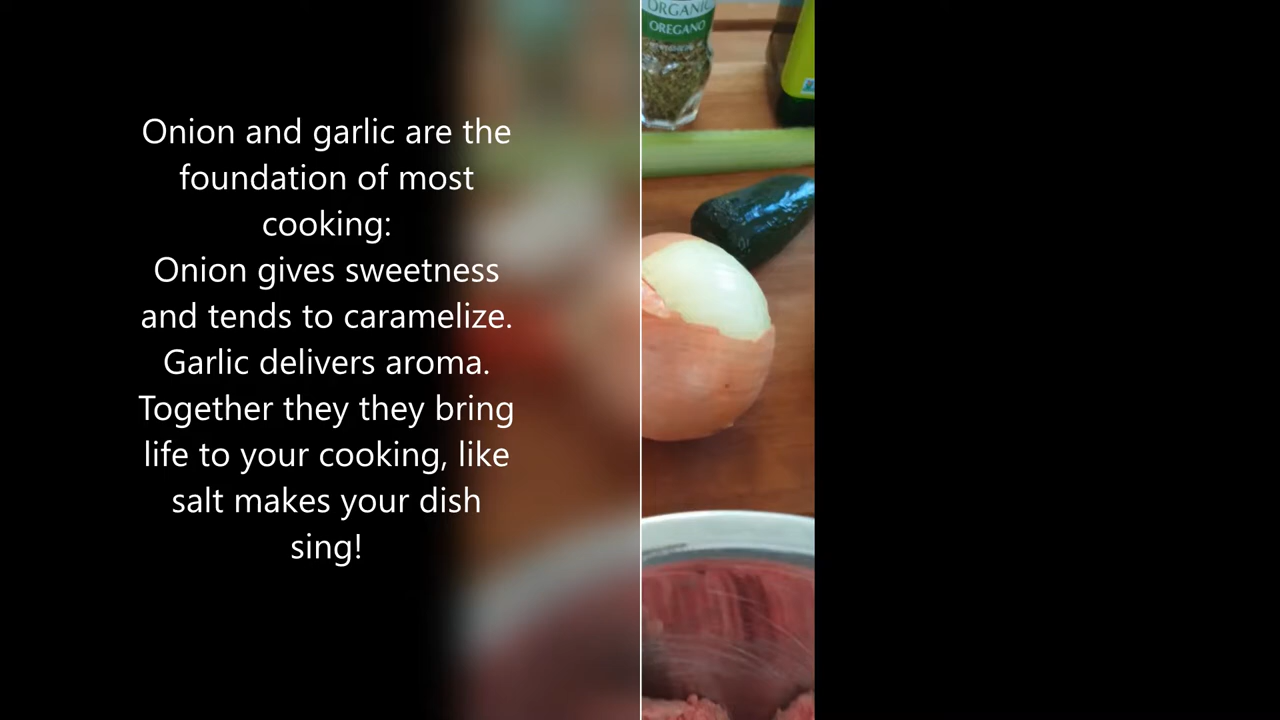 Onion and garlic are the
foundation of most
cooking:
Onion gives sweetness
and tends to caramelize.
Garlic delivers aroma.
Together they they bring
life to your cooking, like
salt makes your dish
sing!
ORGANIC
OREGANO